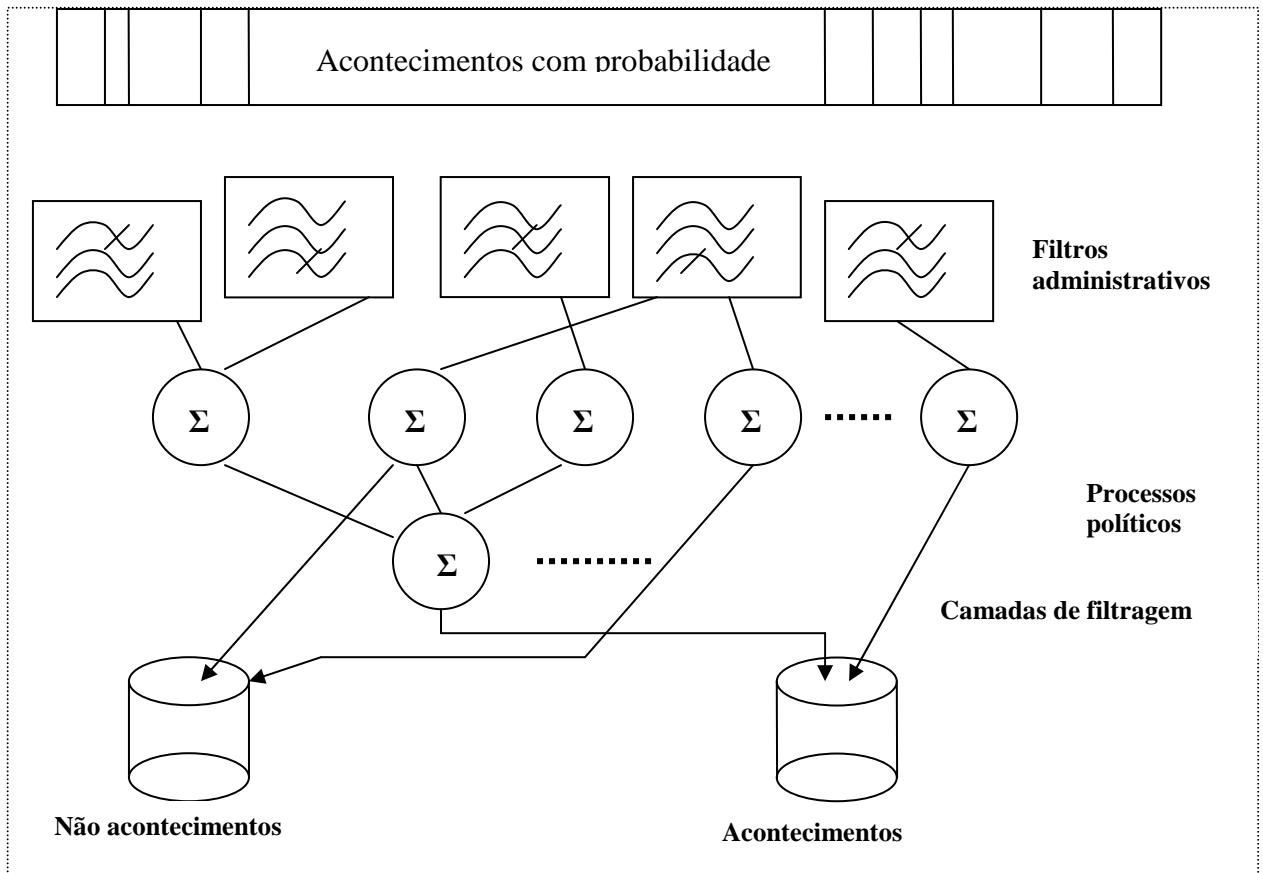 Acontecimentos com probabilidade
Filtros
administrativos
Σ Σ Σ Σ Σ
Processos
políticos
Σ
Camadas de filtragem
Não acontecimentos
Acontecimentos